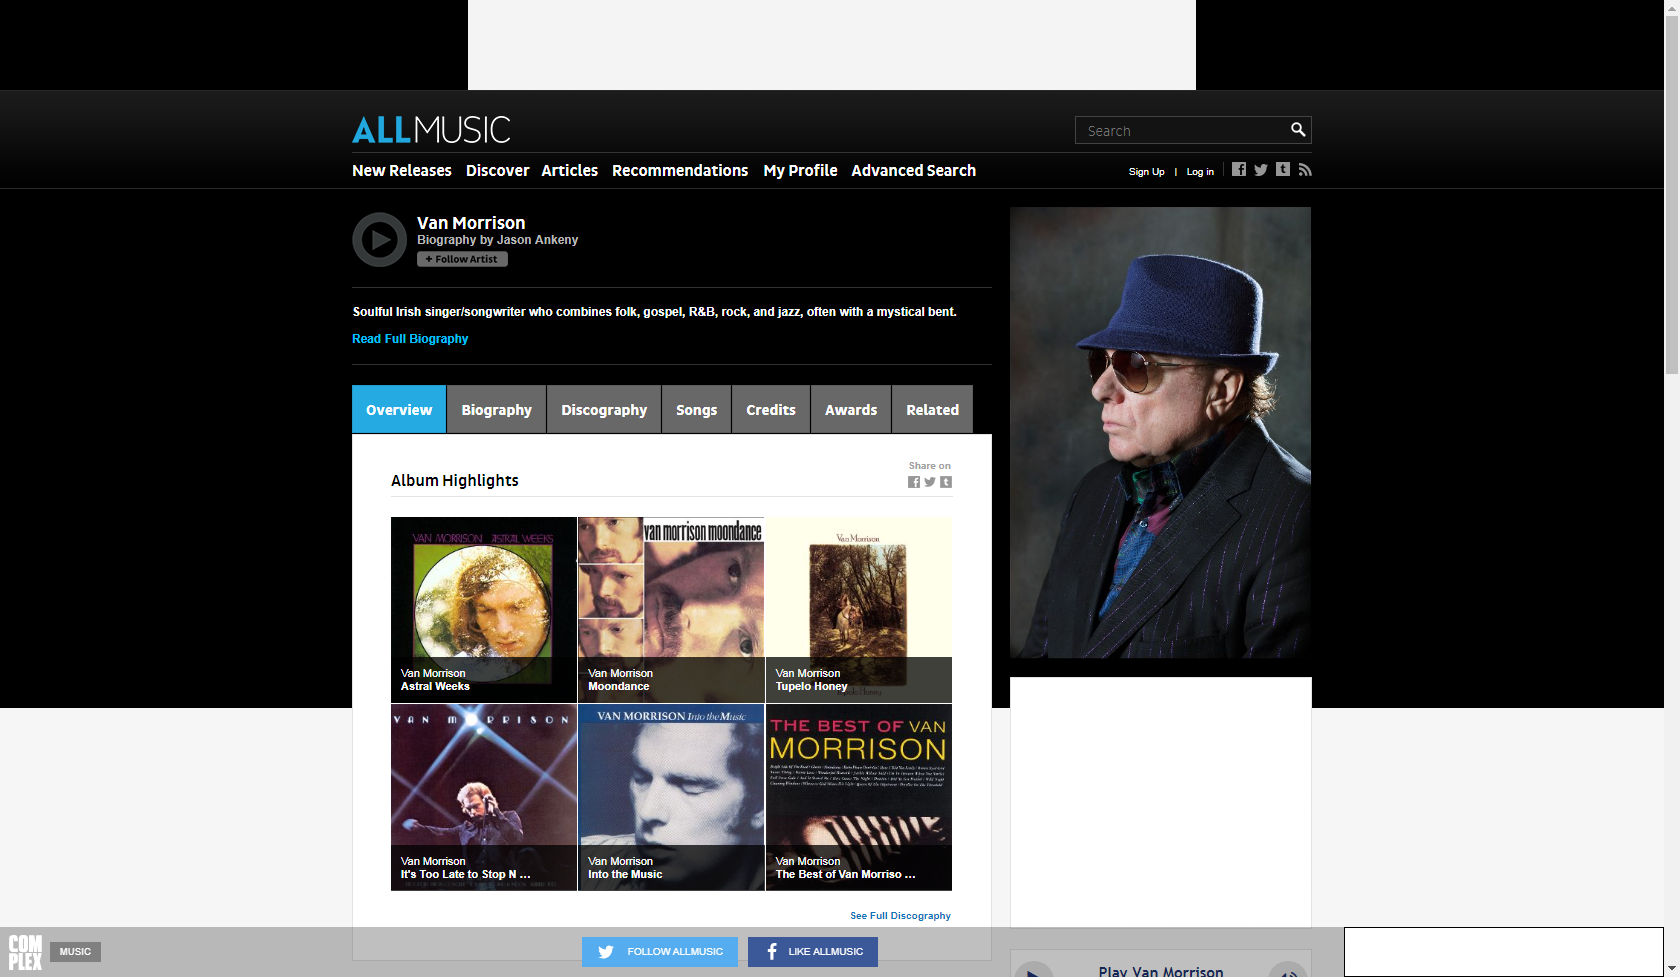 ALLMUSIC
Search
New Releases Discover Articles Recommendations My Profile Advanced Search
Sign Up | Log in
Van Morrison
Biography by Jason Ankeny
+ Follow Artist
Soulful Irish singer/songwriter who combines folk, gospel, R&B, rock, and jazz, often with a mystical bent.
Read Full Biography
Overview Biography Discography Songs Credits Awards Related
Share on
Album Highlights
VAN MORRISON ASTRAL WEEKS
van morrison moondance
Van Morrison
Tupelo Honey
Van Morrison
Astral Weeks
Van Morrison
Moondance
Van Morrison
Tupelo Honey
VAN MORRISON
VAN MORRISON Into the Music
THE BEST OF VAN
MORRISON
Van Morrison
It's Too Late to Stop N ...
Van Morrison
Into the Music
Van Morrison
The Best of Van Morriso ...
See Full Discography
COM
PLEX
MUSIC
FOLLOW ALLMUSIC
LIKE ALLMUSIC
Play Van Morrison